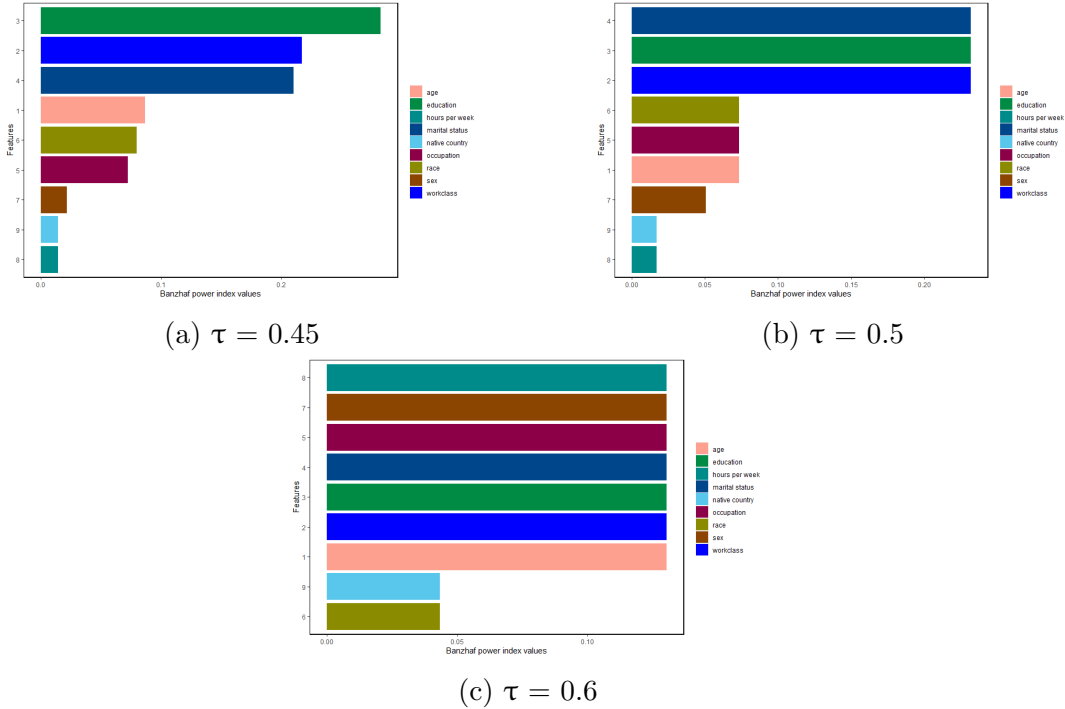 Features
3
2
4
1
6
5
7
9
8
0.0 0.1 0.2
Banzhaf power index values
age
education
hours per week
marital status
native country
occupation
race
sex
workclass
(a) τ = 0.45
Features
4
3
2
6
5
1
7
9
8
0.00 0.05 0.10 0.15 0.20
Banzhaf power index values
age
education
hours per week
marital status
native country
occupation
race
sex
workclass
(b) τ = 0.5
Features
8
7
5
4
3
2
1
9
6
0.00 0.05 0.10
Banzhaf power index values
age
education
hours per week
marital status
native country
occupation
race
sex
workclass
(c) τ = 0.6